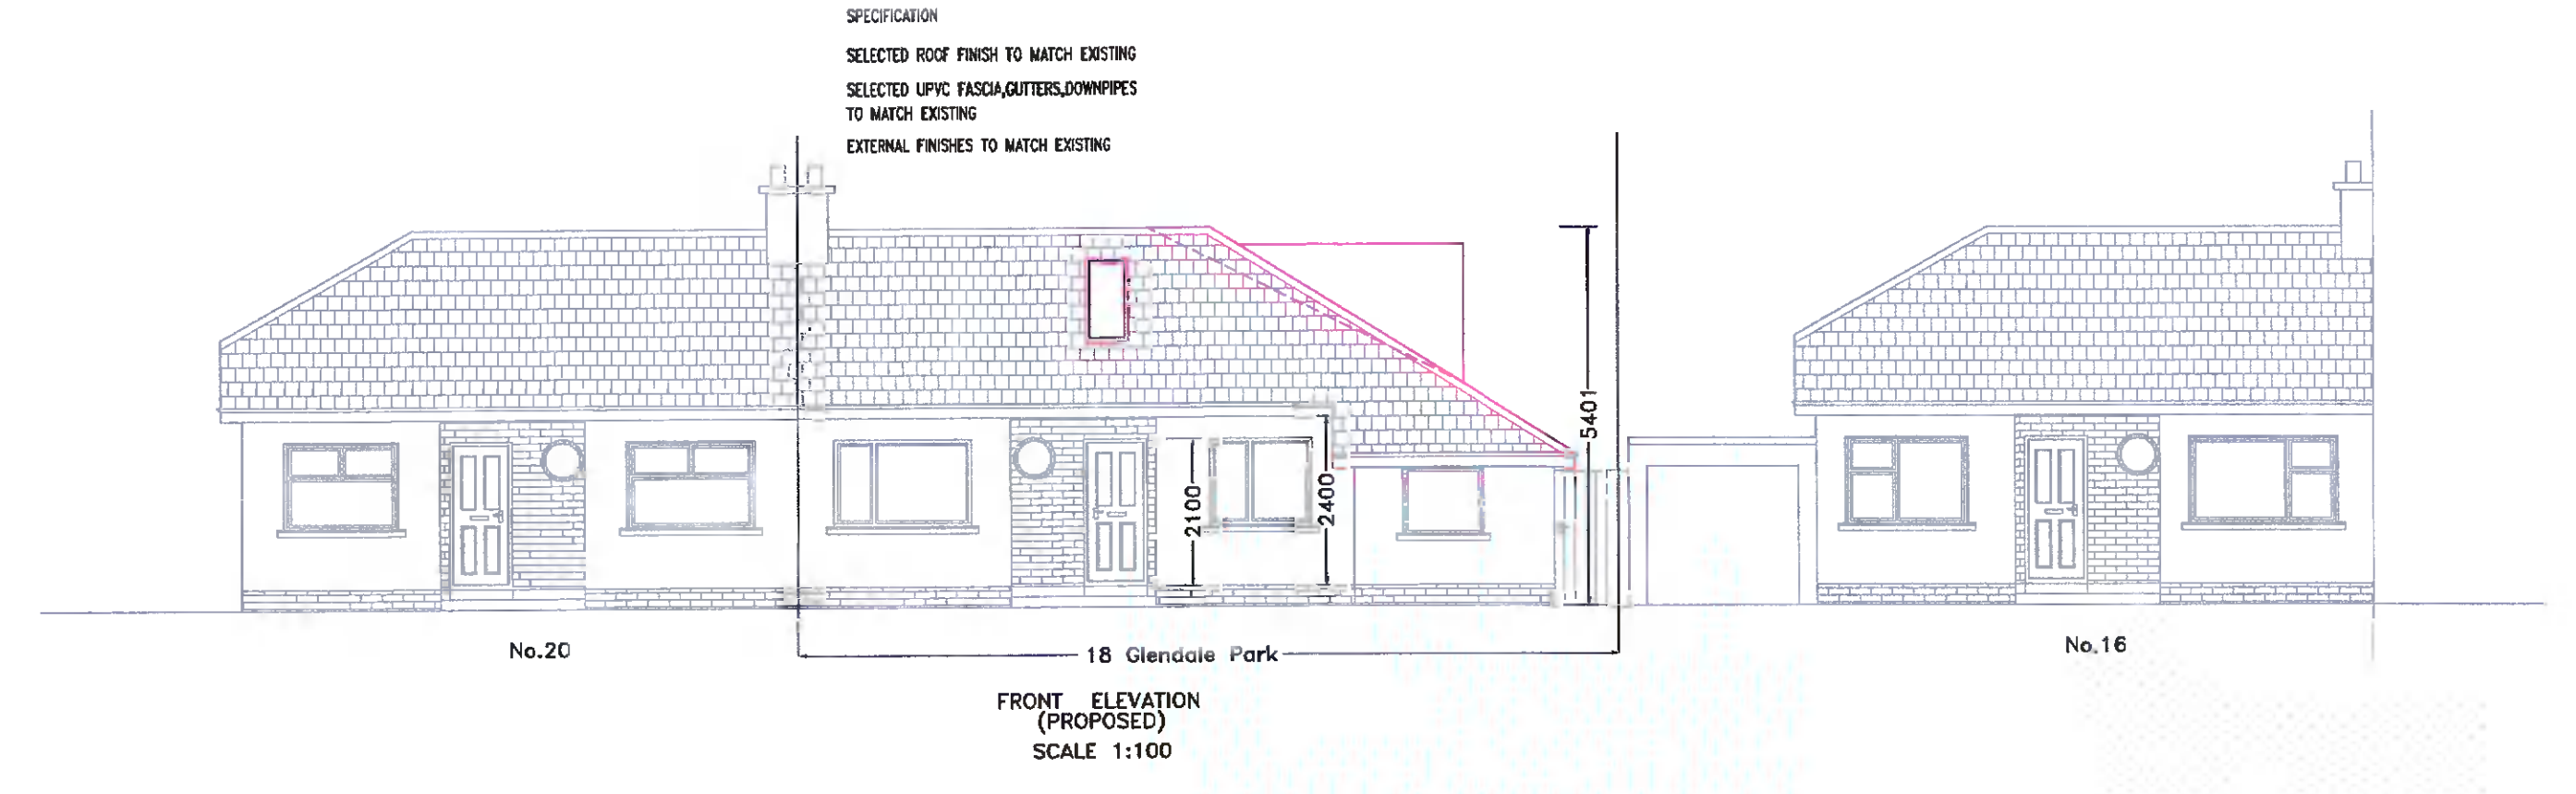 SPECIFICATION
SELECTED ROOF FINISH TO MATCH EXISTING
SELECTED UPVC FASCIA,GUTTERS,DOWNPIPES
TO MATCH EXISTING
EXTERNAL FINISHES TO MATCH EXISTING
5401
2100
2400
No.20
18 Glendale Park
No.16
FRONT ELEVATION
(PROPOSED)
SCALE 1:100